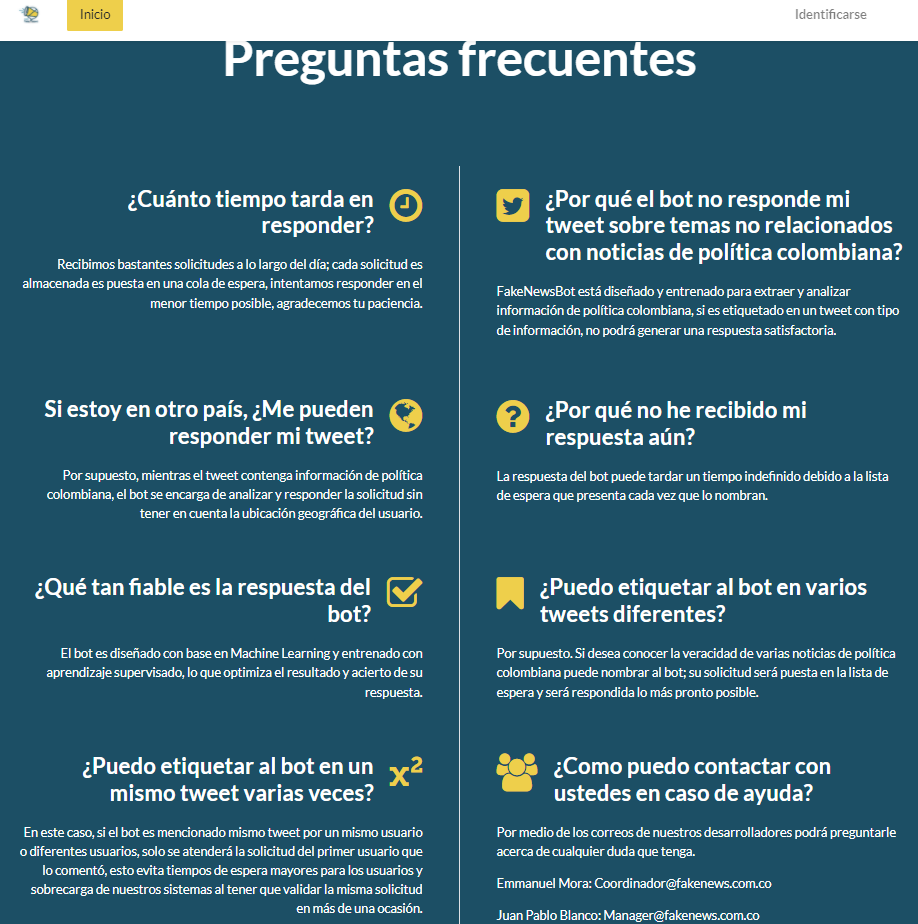 Inicio
Identificarse
Preguntas frecuentes
¿Cuánto tiempo tarda en
responder?
Recibimos bastantes solicitudes a lo largo del día; cada solicitud es
almacenada es puesta en una cola de espera, intentamos responder en el
menor tiempo posible, agradecemos tu paciencia.
¿Por qué el bot no responde mi
tweet sobre temas no relacionados
con noticias de política colombiana?
FakeNewsBot está diseñado y entrenado para extraer y analizar
información de política colombiana, si es etiquetado en un tweet con tipo
de información, no podrá generar una respuesta satisfactoria.
Si estoy en otro país, ¿Me pueden
responder mi tweet?
Por supuesto, mientras el tweet contenga información de política
colombiana, el bot se encarga de analizar y responder la solicitud sin
tener en cuenta la ubicación geográfica del usuario.
¿Por qué no he recibido mi
respuesta aún?
La respuesta del bot puede tardar un tiempo indefinido debido a la lista
de espera que presenta cada vez que lo nombran.
¿Qué tan fiable es la respuesta del
bot?
El bot es diseñado con base en Machine Learning y entrenado con
aprendizaje supervisado, lo que optimiza el resultado y acierto de su
respuesta.
¿Puedo etiquetar al bot en varios
tweets diferentes?
Por supuesto. Si desea conocer la veracidad de varias noticias de política
colombiana puede nombrar al bot; su solicitud será puesta en la lista de
espera y será respondida lo más pronto posible.
¿Puedo etiquetar al bot en un
mismo tweet varias veces?
x²
En este caso, si el bot es mencionado mismo tweet por un mismo usuario
o diferentes usuarios, solo se atenderá la solicitud del primer usuario que
lo comentó, esto evita tiempos de espera mayores para los usuarios y
sobrecarga de nuestros sistemas al tener que validar la misma solicitud
en más de una ocasión.
¿Como puedo contactar con
ustedes en caso de ayuda?
Por medio de los correos de nuestros desarrolladores podrá preguntarle
acerca de cualquier duda que tenga.
Emmanuel Mora: Coordinador@fakenews.com.co
Juan Pablo Blanco: Manager@fakenews.com.co